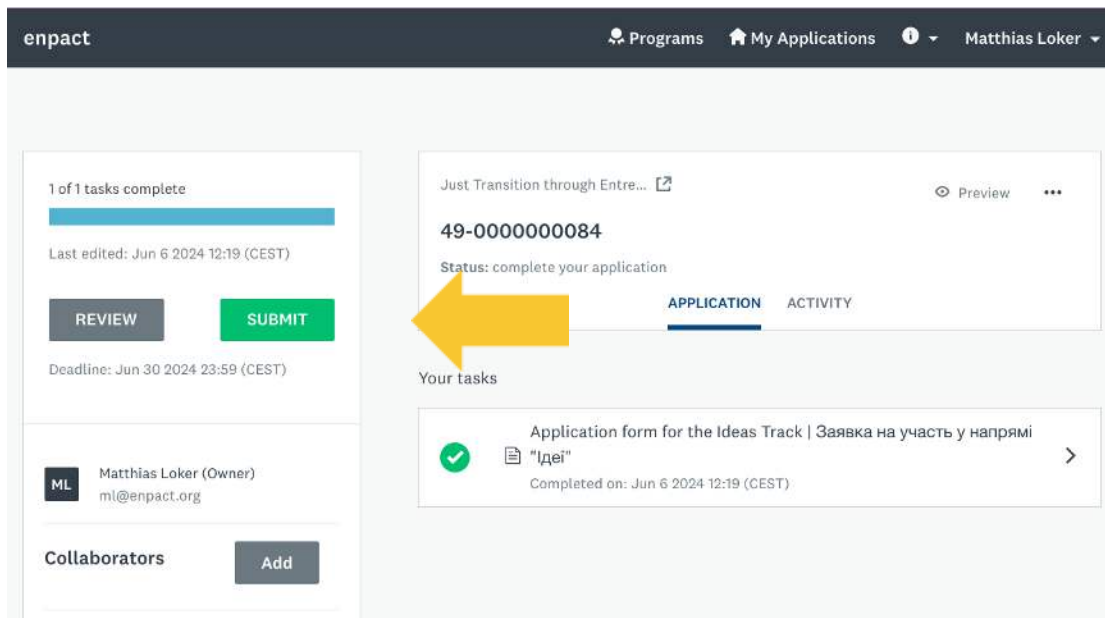 enpact
Programs
My Applications
Matthias Loker
1 of 1 tasks complete
Last edited: Jun 6 2024 12:19 (CEST)
REVIEW
SUBMIT
Deadline: Jun 30 2024 23:59 (CEST)
ML
Matthias Loker (Owner)
ml@enpact.org
Collaborators
Add
Just Transition through Entre...
Preview
49-0000000084
Status: complete your application
APPLICATION
ACTIVITY
Your tasks
Application form for the Ideas Track | Заявка на участь у напрямі
"Ідеї"
Completed on: Jun 6 2024 12:19 (CEST)